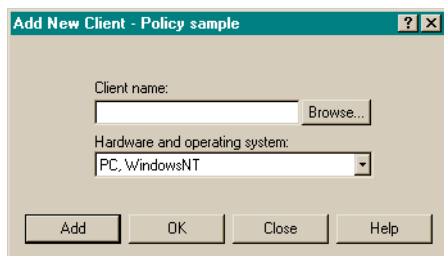 Add New Client - Policy sample
Client name:
Browse...
Hardware and operating system:
PC, WindowsNT
Add OK Close Help